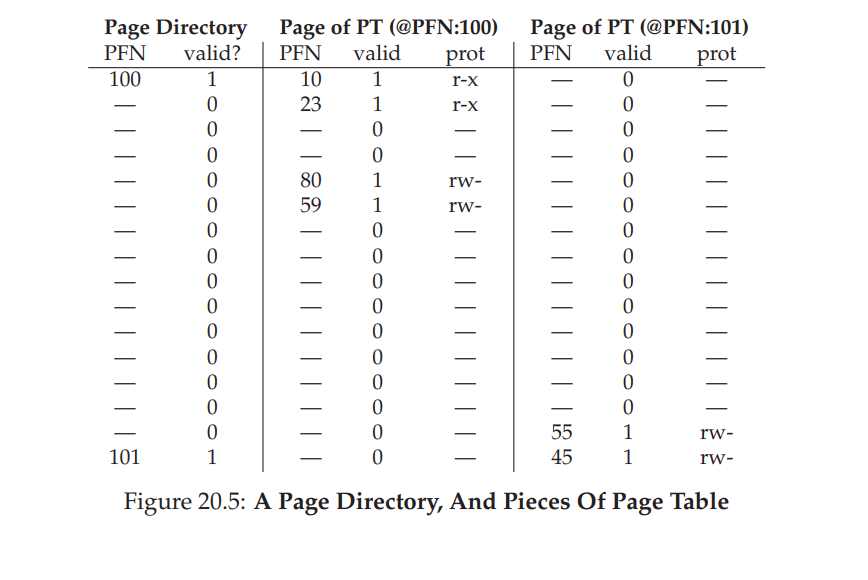 Page Directory Page of PT (@PFN:100) Page of PT (@PFN:101)
PFN valid? PFN valid prot PFN valid prot
100 1 10 1 r-x — 0 —
— 0 23 1 r-x — 0 —
— 0 — 0 — — 0 —
— 0 — 0 — — 0 —
— 0 80 1 rw- — 0 —
— 0 59 1 rw- — 0 —
— 0 — 0 — — 0 —
— 0 — 0 — — 0 —
— 0 — 0 — — 0 —
— 0 — 0 — — 0 —
— 0 — 0 — — 0 —
— 0 — 0 — — 0 —
— 0 — 0 — — 0 —
— 0 — 0 — — 0 —
— 0 — 0 — 55 1 rw-
101 1 — 0 — 45 1 rw-
Figure 20.5: A Page Directory, And Pieces Of Page Table